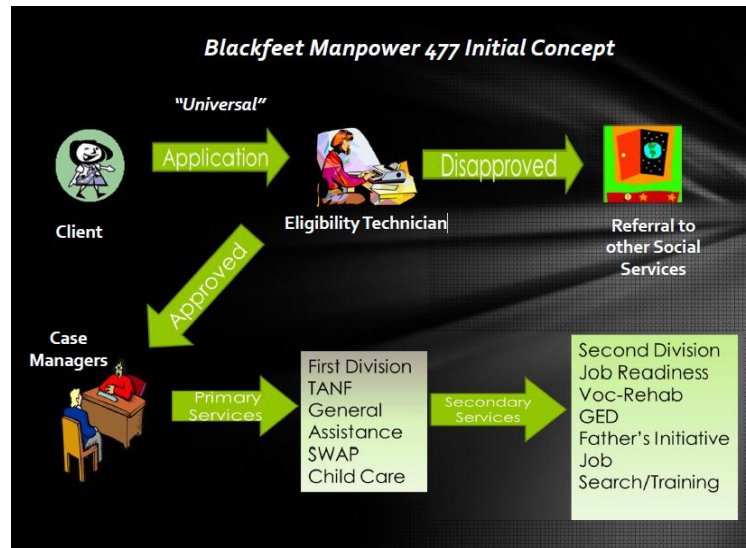 Blackfeet Manpower 477 Initial Concept
"Universal"
Application
Disapproved
Client
Eligibility Technician
Referral to
other Social
Services
Approved
Case
Managers
Primary
Services
First Division
TANF
General
Assistance
SWAP
Child Care
Secondary
Services
Second Division
Job Readiness
Voc-Rehab
GED
Father's Initiative
Job
Search/Training